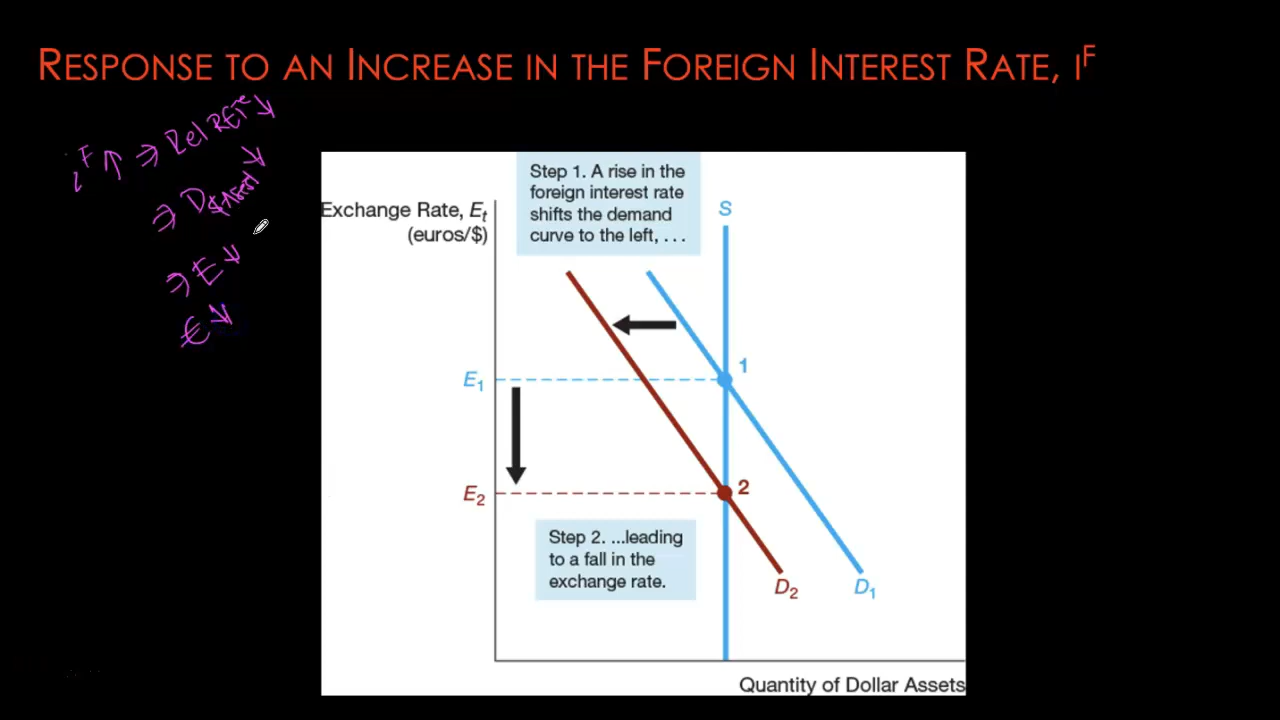 RESPONSE TO AN INCREASE IN THE FOREIGN INTEREST RATE, I^F
i^F ↑ ⇒ Rel RET^e ↓
⇒ D$Asset ↓
⇒ E ↓
€ ↓
Step 1. A rise in the
foreign interest rate
shifts the demand
curve to the left, . . .
Exchange Rate, Et
(euros/$)
S
1
E1
2
E2
Step 2. ...leading
to a fall in the
exchange rate.
D2
D1
Quantity of Dollar Assets